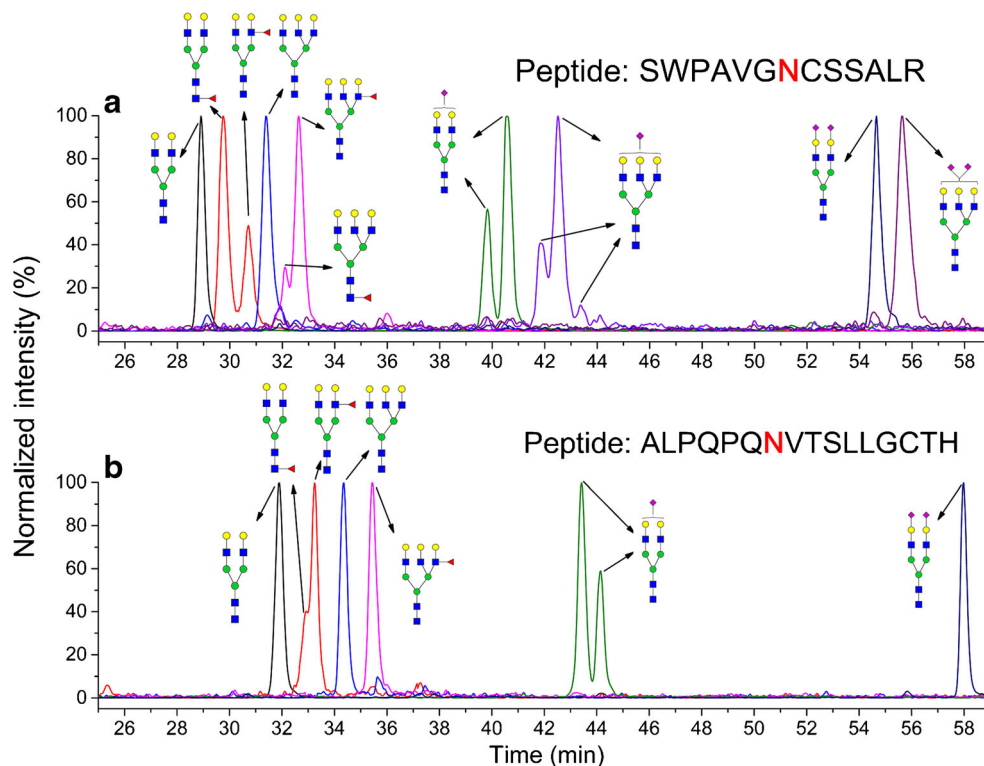 a
Peptide: SWPAVGNCSSALR
100
80
60
40
20
0
26 28 30 32 34 36 38 40 42 44 46 48 50 52 54 56 58
b
Peptide: ALPQPQNVTSLLGCTH
100
80
60
40
20
0
26 28 30 32 34 36 38 40 42 44 46 48 50 52 54 56 58
Time (min)
Normalized intensity (%)